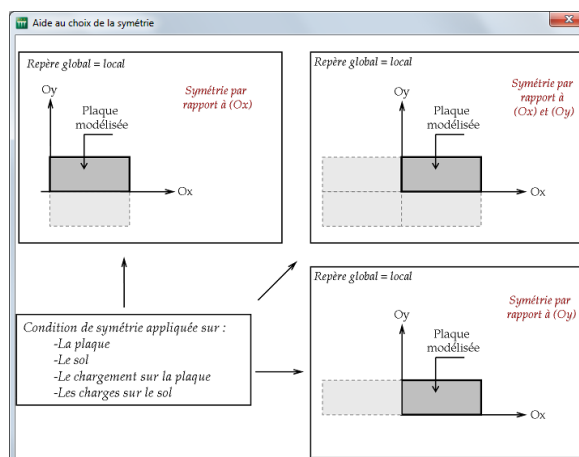 Aide au choix de la symétrie
Repère global = local
Symétrie par
rapport à (Ox)
Oy
Plaque
modélisée
Ox
Repère global = local
Symétrie par
rapport à
(Ox) et (Oy)
Oy
Plaque
modélisée
Ox
Condition de symétrie appliquée sur :
-La plaque
-Le sol
-Le chargement sur la plaque
-Les charges sur le sol
Repère global = local
Symétrie par
rapport à (Oy)
Oy
Plaque
modélisée
Ox